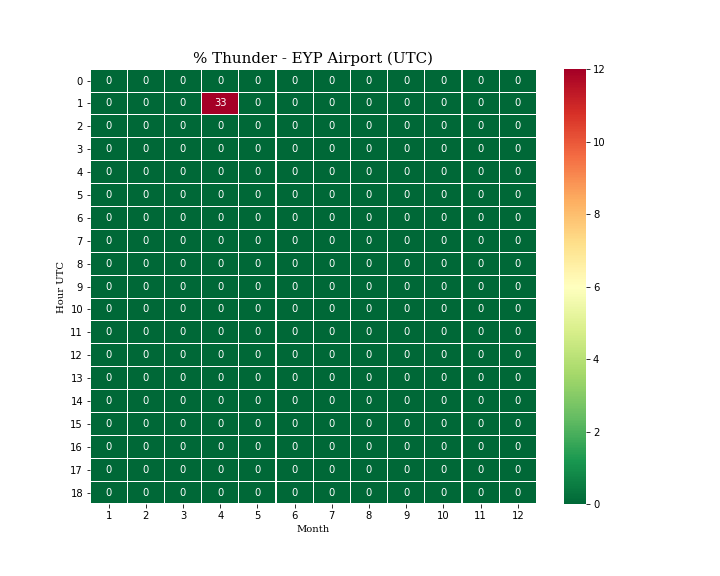 % Thunder - EYP Airport (UTC)
0 0 0 0 0 0 0 0 0 0 0 0 0 12
1 0 0 0 33 0 0 0 0 0 0 0 0
2 0 0 0 0 0 0 0 0 0 0 0 0
3 0 0 0 0 0 0 0 0 0 0 0 0 10
4 0 0 0 0 0 0 0 0 0 0 0 0
5 0 0 0 0 0 0 0 0 0 0 0 0
6 0 0 0 0 0 0 0 0 0 0 0 0 8
7 0 0 0 0 0 0 0 0 0 0 0 0
8 0 0 0 0 0 0 0 0 0 0 0 0
Hour UTC
9 0 0 0 0 0 0 0 0 0 0 0 0 6
10 0 0 0 0 0 0 0 0 0 0 0 0
11 0 0 0 0 0 0 0 0 0 0 0 0
12 0 0 0 0 0 0 0 0 0 0 0 0 4
13 0 0 0 0 0 0 0 0 0 0 0 0
14 0 0 0 0 0 0 0 0 0 0 0 0
15 0 0 0 0 0 0 0 0 0 0 0 0 2
16 0 0 0 0 0 0 0 0 0 0 0 0
17 0 0 0 0 0 0 0 0 0 0 0 0
18 0 0 0 0 0 0 0 0 0 0 0 0 0
1 2 3 4 5 6 7 8 9 10 11 12
Month